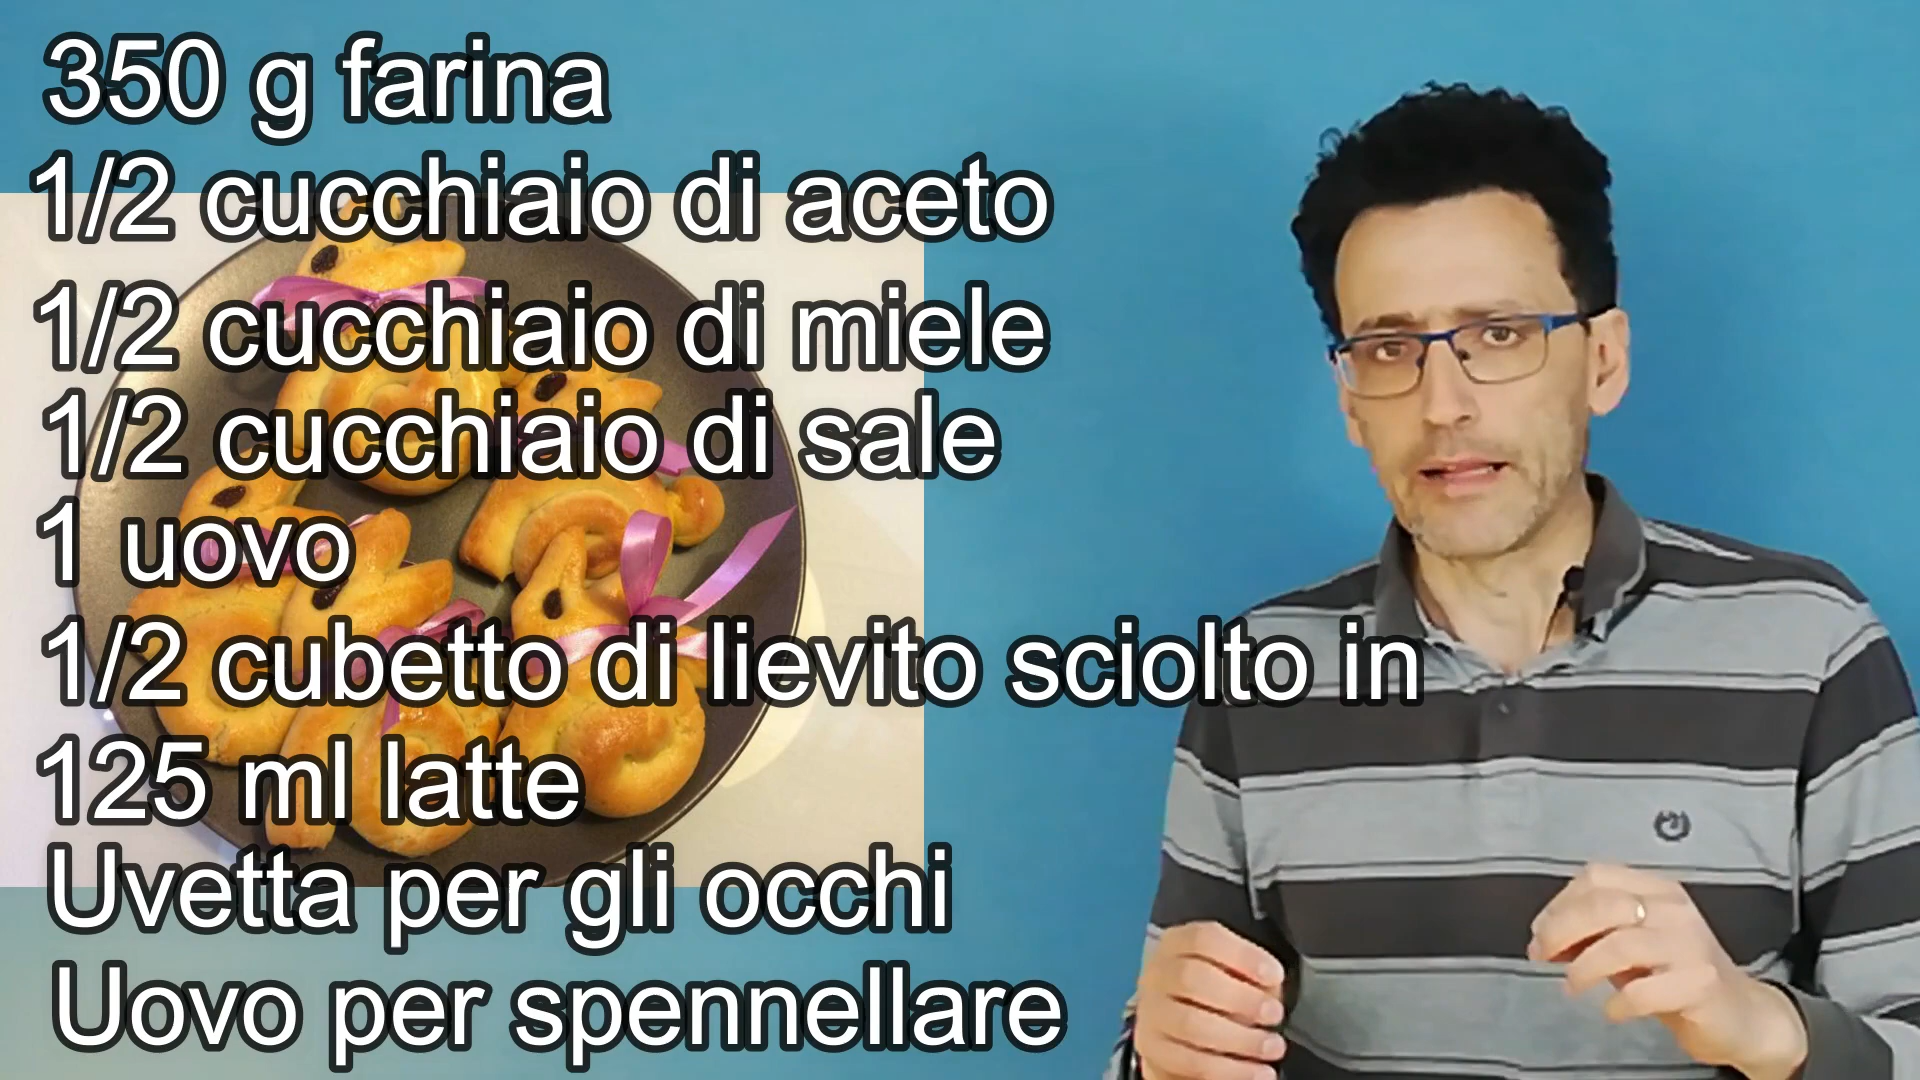 350 g farina
1/2 cucchiaio di aceto
1/2 cucchiaio di miele
1/2 cucchiaio di sale
1 uovo
1/2 cubetto di lievito sciolto in
125 ml latte
Uvetta per gli occhi
Uovo per spennellare